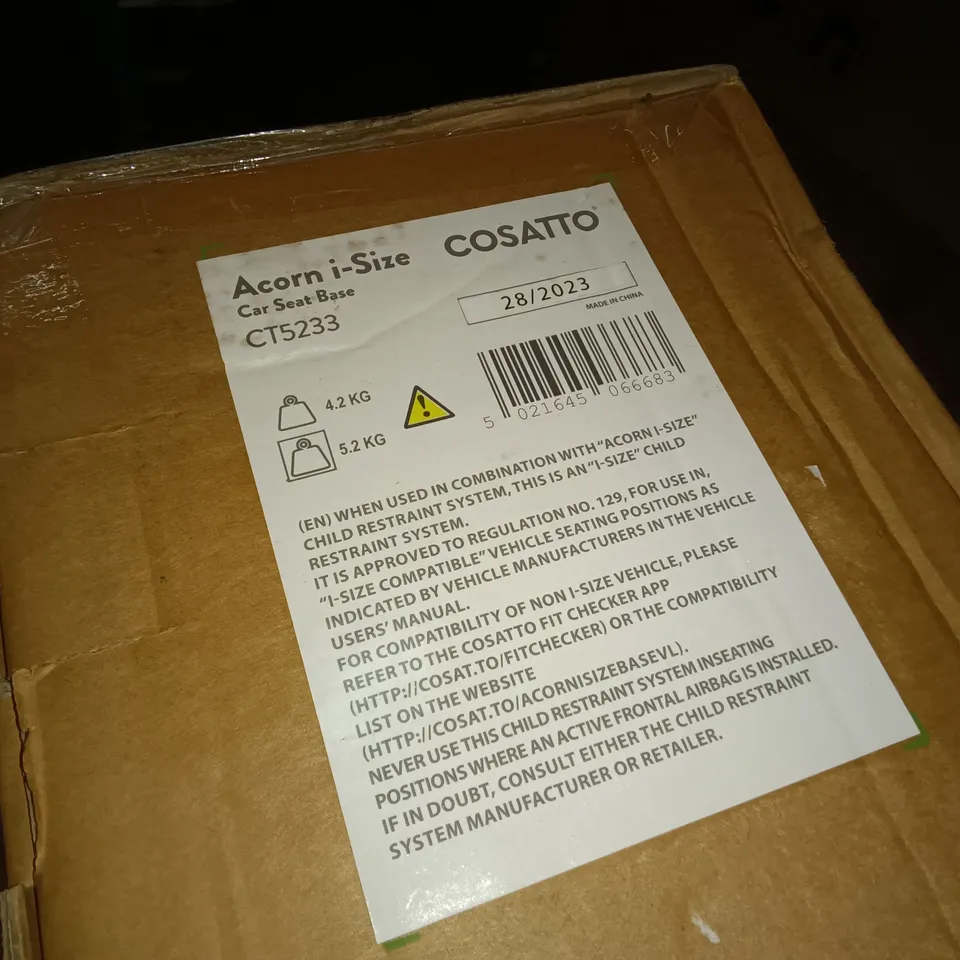 Acorn i-Size
Car Seat Base
CT5233
COSATTO
28/2023
MADE IN CHINA
4.2 KG
5.2 KG
5 021645 066683
(EN) WHEN USED IN COMBINATION WITH "ACORN I-SIZE"
CHILD RESTRAINT SYSTEM, THIS IS AN "I-SIZE" CHILD
RESTRAINT SYSTEM.
IT IS APPROVED TO REGULATION NO. 129, FOR USE IN,
"I-SIZE COMPATIBLE" VEHICLE SEATING POSITIONS AS
INDICATED BY VEHICLE MANUFACTURERS IN THE VEHICLE
USERS' MANUAL.
FOR COMPATIBILITY OF NON I-SIZE VEHICLE, PLEASE
REFER TO THE COSATTO FIT CHECKER APP
(HTTP://COSAT.TO/FITCHECKER) OR THE COMPATIBILITY
LIST ON THE WEBSITE
(HTTP://COSAT.TO/ACORNISIZEBASEVL).
NEVER USE THIS CHILD RESTRAINT SYSTEM INSEATING
POSITIONS WHERE AN ACTIVE FRONTAL AIRBAG IS INSTALLED.
IF IN DOUBT, CONSULT EITHER THE CHILD RESTRAINT
SYSTEM MANUFACTURER OR RETAILER.